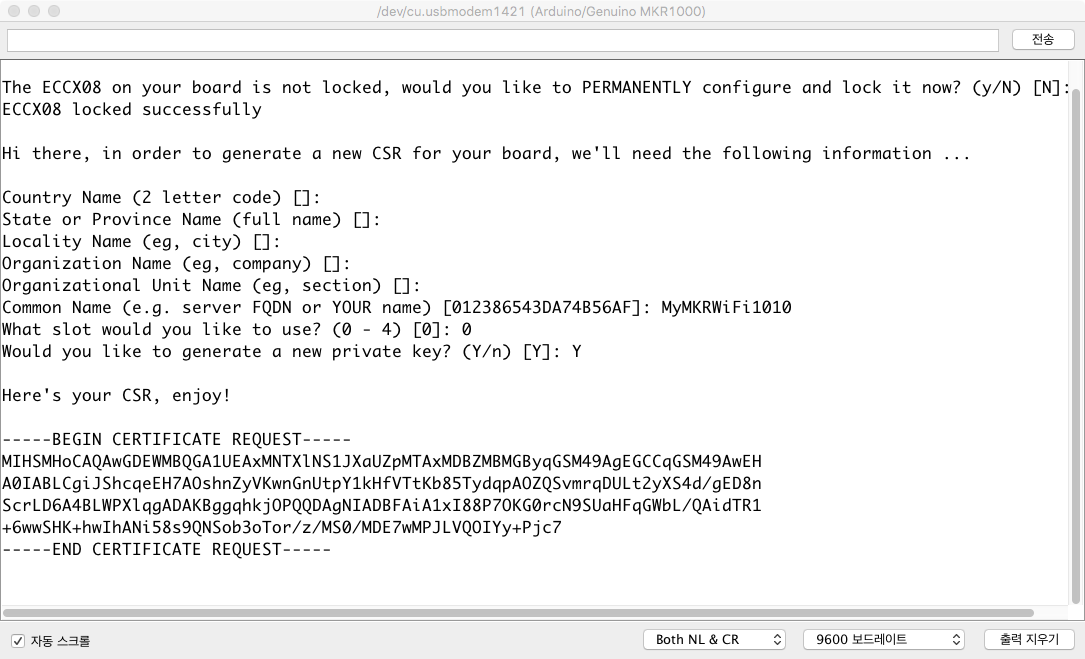 /dev/cu.usbmodem1421 (Arduino/Genuino MKR1000)
전송
The ECCX08 on your board is not locked, would you like to PERMANENTLY configure and lock it now? (y/N) [N]:
ECCX08 locked successfully
Hi there, in order to generate a new CSR for your board, we'll need the following information ...
Country Name (2 letter code) []:
State or Province Name (full name) []:
Locality Name (eg, city) []:
Organization Name (eg, company) []:
Organizational Unit Name (eg, section) []:
Common Name (e.g. server FQDN or YOUR name) [012386543DA74B56AF]: MyMKRWiFi1010
What slot would you like to use? (0 - 4) [0]: 0
Would you like to generate a new private key? (Y/n) [Y]: Y
Here's your CSR, enjoy!
-----BEGIN CERTIFICATE REQUEST-----
MIHSMHoCAQAwGDEWMBQGA1UEAxMNTXlNS1JXaUZpMTAxMDBZMBMGByqGSM49AgEGCCqGSM49AwEH
A0IABLCgiJShcqeEH7AOshnZyVKwnGnUtpY1kHfVTtKb85TydqpAOZQSvmrqDULt2yXS4d/gED8n
ScrLD6A4BLWPXlqgADAKBggqhkjOPQQDAgNIADBFAiA1xI88P7OKG0rcN9SUaHFqGWbL/QAidTR1
+6wwSHK+hwIhANi58s9QNSob3oTor/z/MS0/MDE7wMPJLVQOIYy+Pjc7
-----END CERTIFICATE REQUEST-----
자동 스크롤
Both NL & CR
9600 보드레이트
출력 지우기